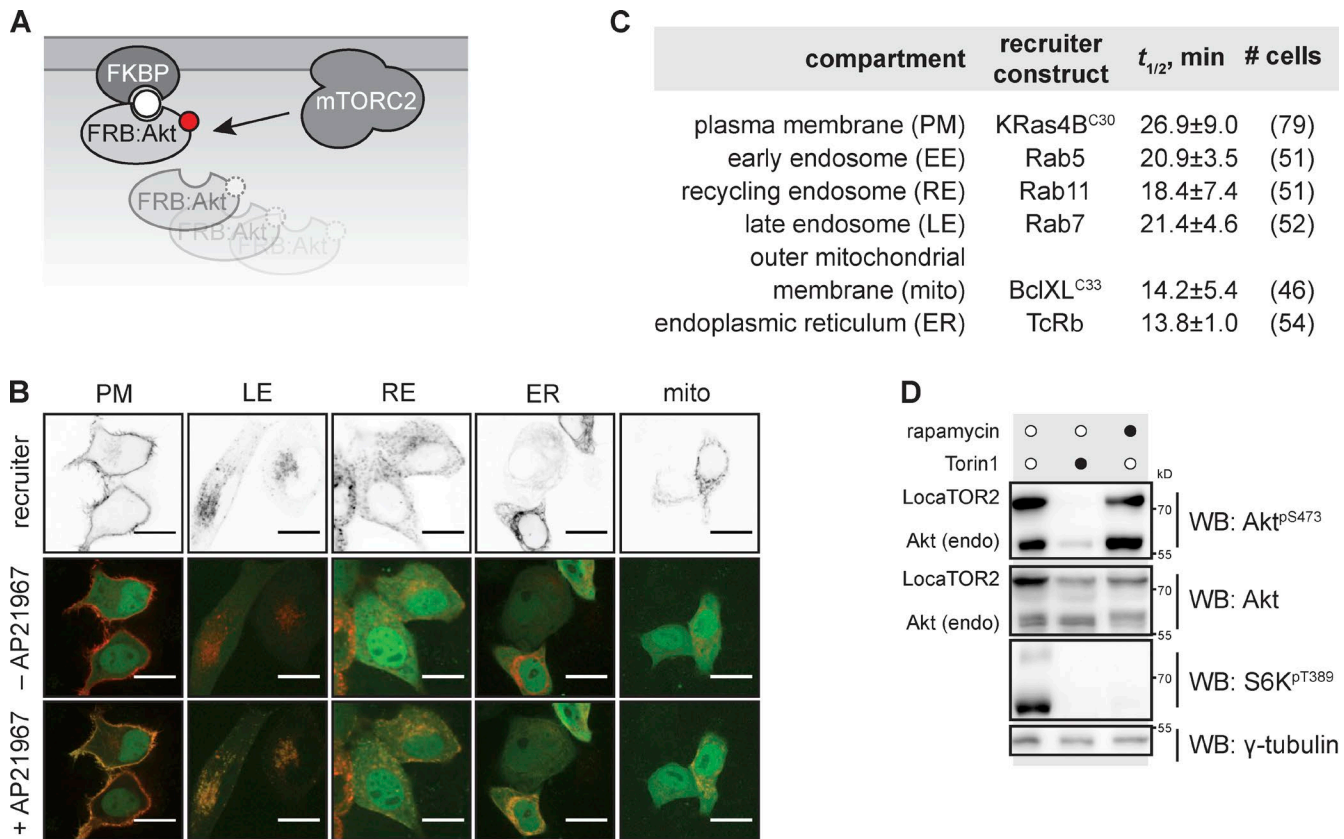 A
FKBP
FRB:Akt
mTORC2
FRB:Akt
FRB:Akt
FRB:Akt
C
compartment recruiter construct t1/2, min # cells
plasma membrane (PM) KRas4BC30 26.9±9.0 (79)
early endosome (EE) Rab5 20.9±3.5 (51)
recycling endosome (RE) Rab11 18.4±7.4 (51)
late endosome (LE) Rab7 21.4±4.6 (52)
outer mitochondrial
membrane (mito) BclXLC33 14.2±5.4 (46)
endoplasmic reticulum (ER) TcRb 13.8±1.0 (54)
B
PM LE RE ER mito
recruiter
– AP21967
+ AP21967
D
rapamycin
Torin1
kD
LocaTOR2
70
Akt (endo)
55
WB: AktpS473
LocaTOR2
70
Akt (endo)
55
WB: Akt
70
WB: S6KpT389
55
WB: γ-tubulin